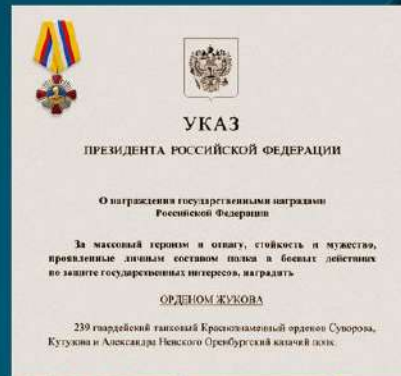 УКАЗ
ПРЕЗИДЕНТА РОССИЙСКОЙ ФЕДЕРАЦИИ
О награждении государственными наградами
Российской Федерации
За массовый героизм и отвагу, стойкость и мужество,
проявленные личным составом полка в боевых действиях
по защите государственных интересов, наградить
ОРДЕНОМ ЖУКОВА
239 гвардейский танковый Краснознаменный орденов Суворова,
Кутузова и Александра Невского Оренбургский казачий полк.